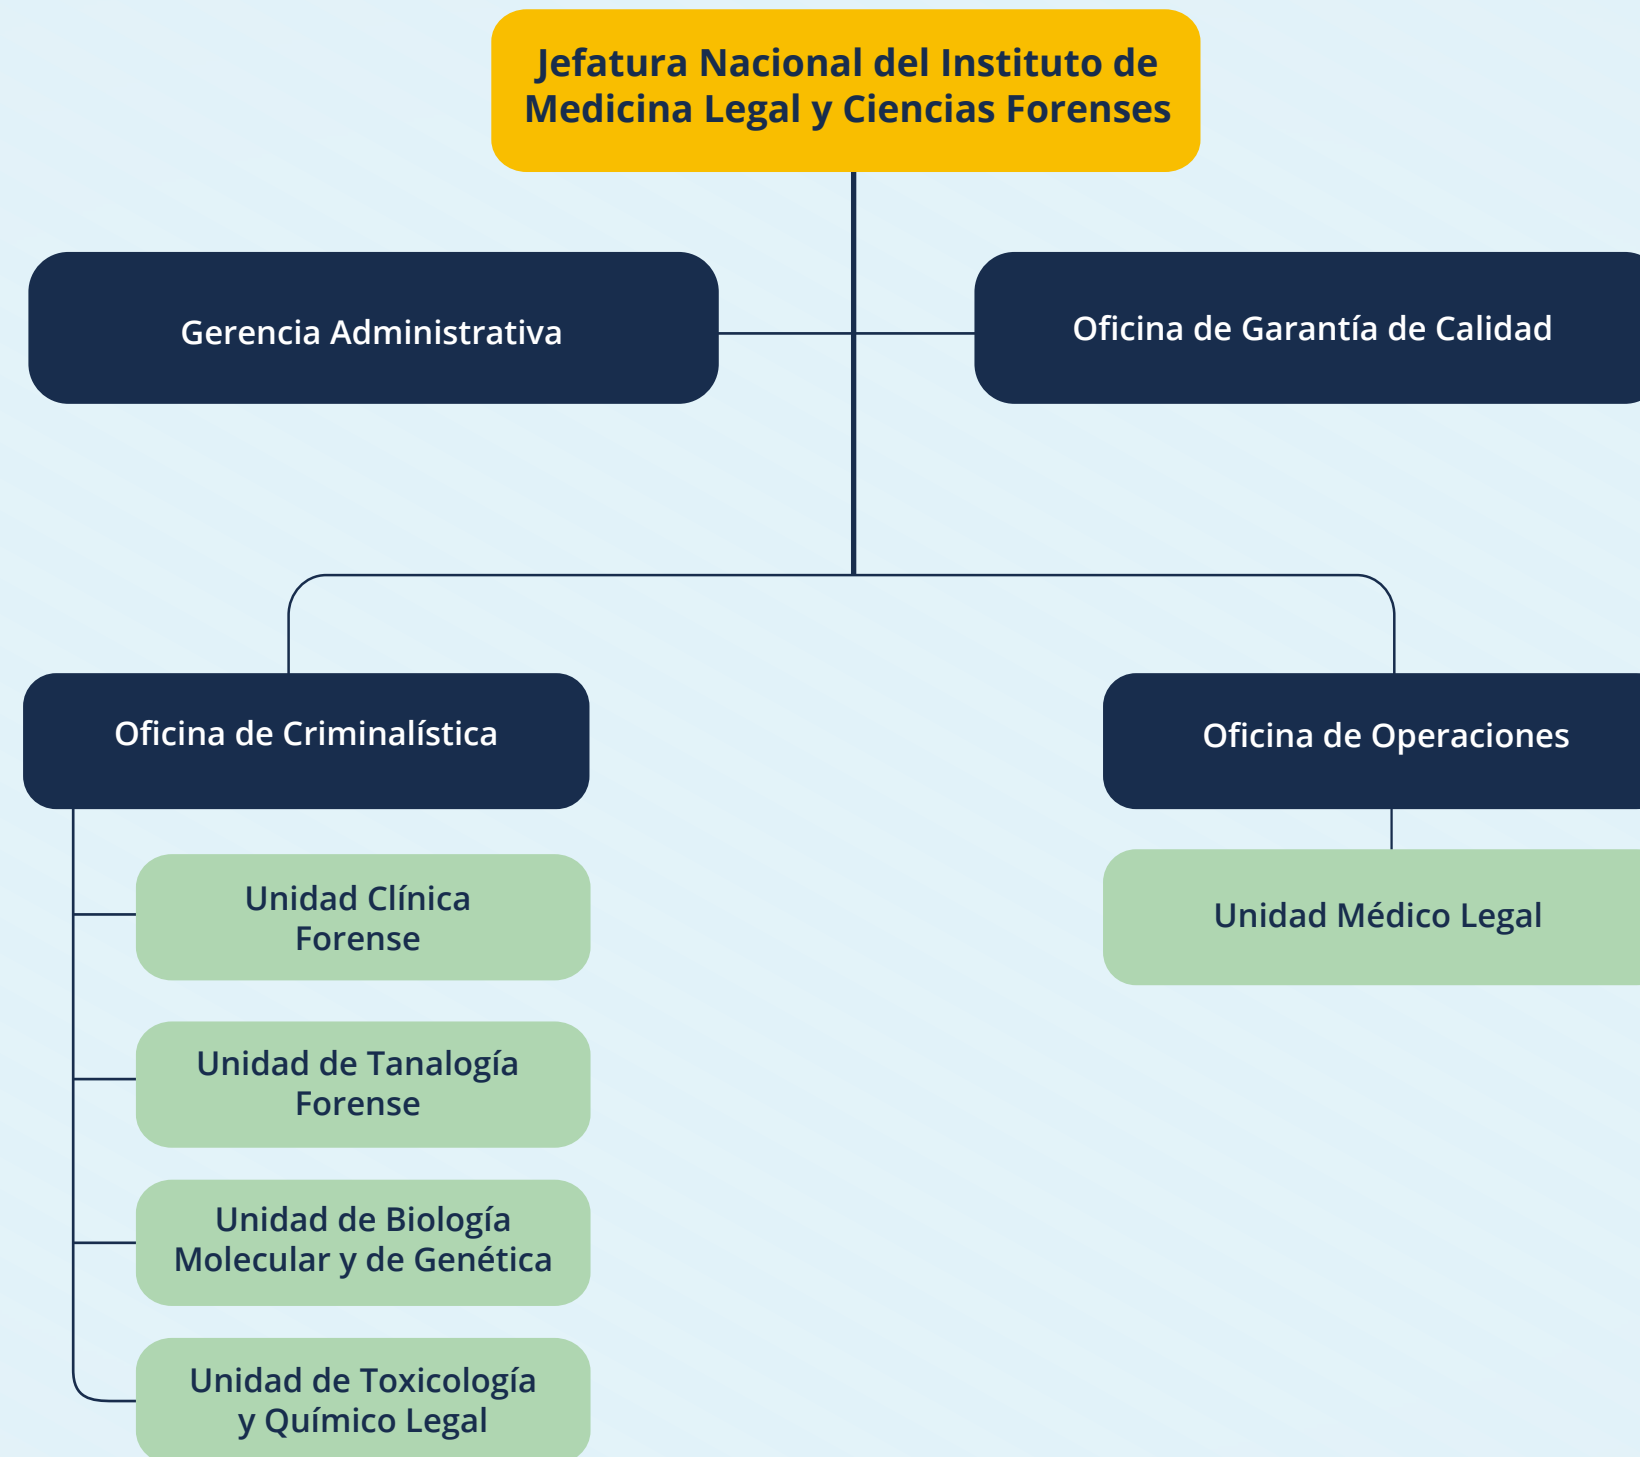 Jefatura Nacional del Instituto de
Medicina Legal y Ciencias Forenses
Gerencia Administrativa
Oficina de Garantía de Calidad
Oficina de Criminalística
Oficina de Operaciones
Unidad Clínica
Forense
Unidad Médico Legal
Unidad de Tanalogía
Forense
Unidad de Biología
Molecular y de Genética
Unidad de Toxicología
y Químico Legal